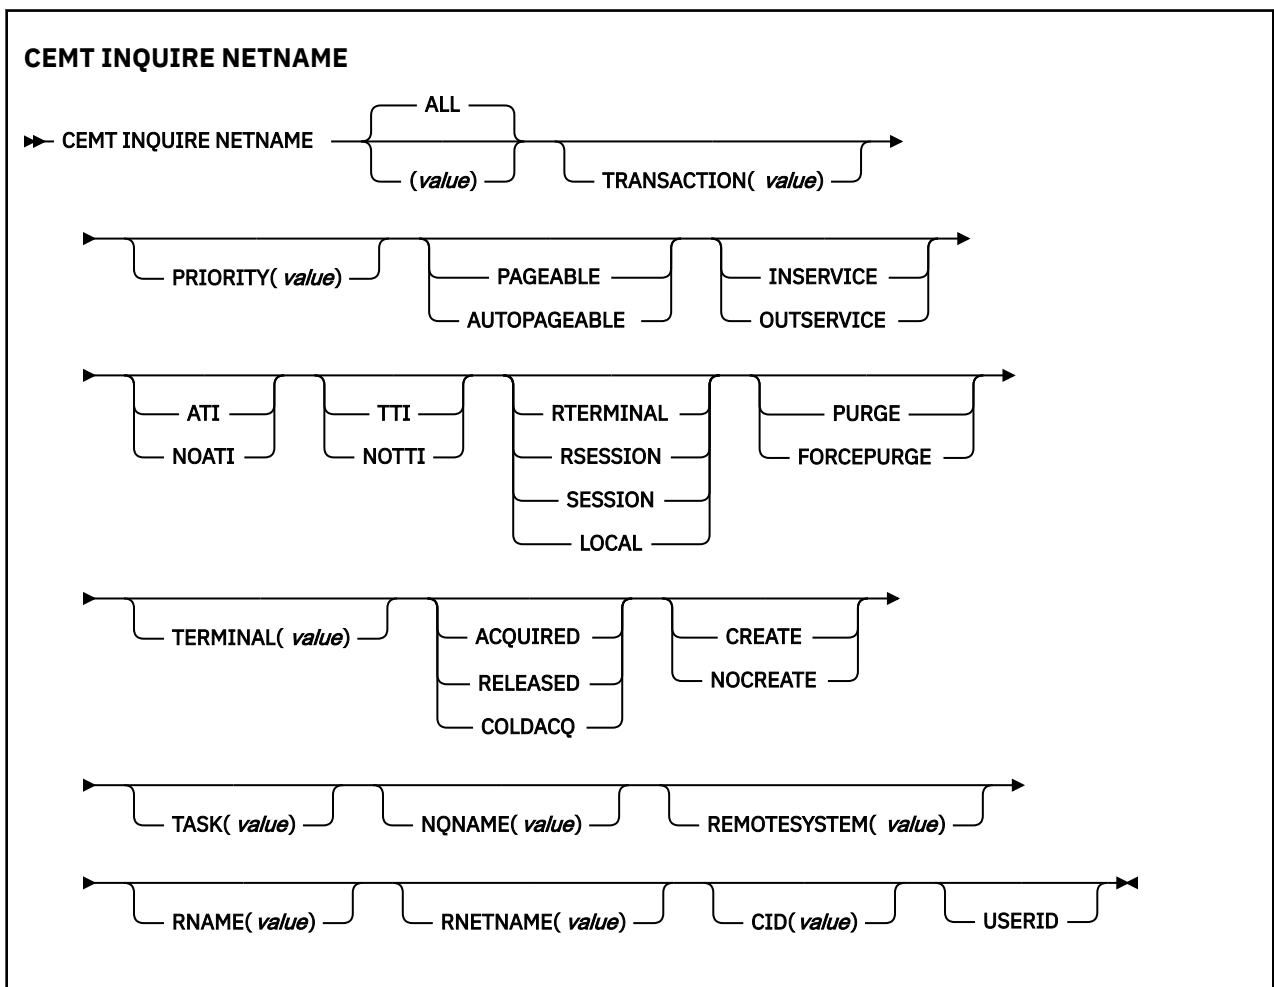 CEMT INQUIRE NETNAME
ALL
CEMT INQUIRE NETNAME
(value) TRANSACTION( value)
PRIORITY( value) PAGEABLE INSERVICE
AUTOPAGEABLE OUTSERVICE
ATI TTI RTERMINAL PURGE
NOATI NOTTI RSESSION FORCEPURGE
SESSION
LOCAL
TERMINAL( value) ACQUIRED CREATE
RELEASED NOCREATE
COLDACQ
TASK( value) NQNAME( value) REMOTESYSTEM( value)
RNAME( value) RNETNAME( value) CID( value) USERID